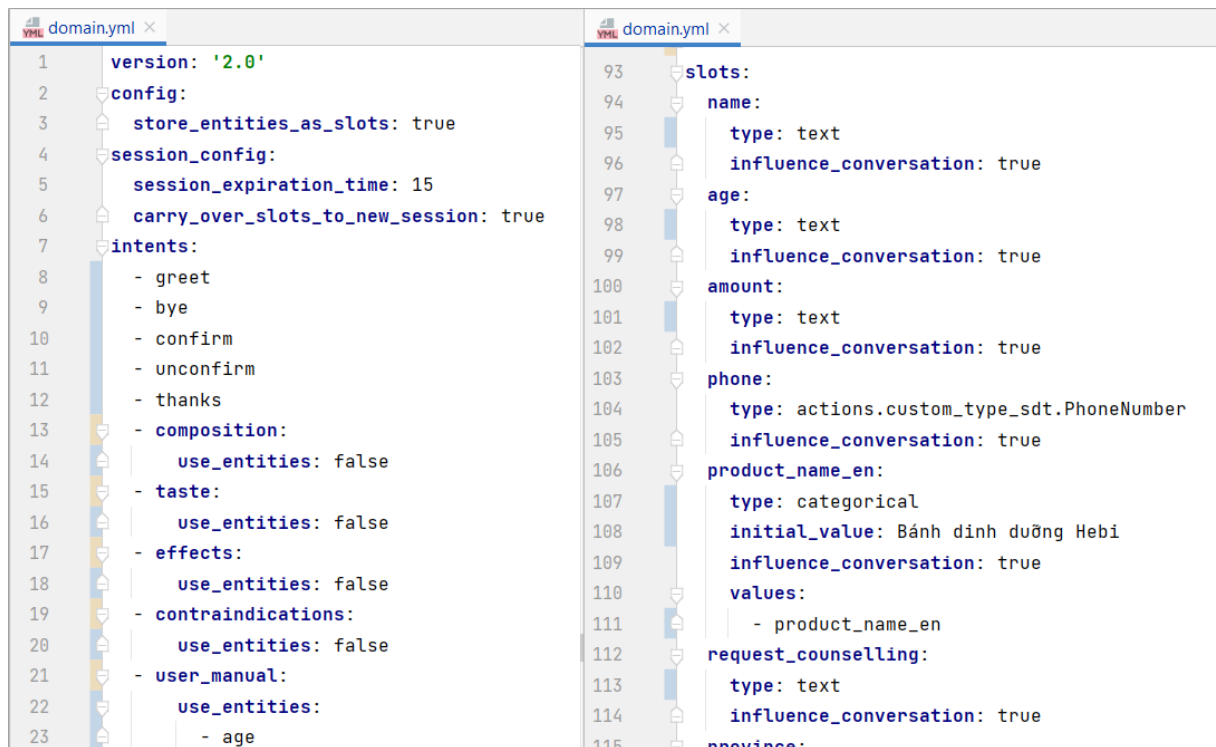 domain.yml
1 version: '2.0'
2 config:
3 store_entities_as_slots: true
4 session_config:
5 session_expiration_time: 15
6 carry_over_slots_to_new_session: true
7 intents:
8 - greet
9 - bye
10 - confirm
11 - unconfirm
12 - thanks
13 - composition:
14 use_entities: false
15 - taste:
16 use_entities: false
17 - effects:
18 use_entities: false
19 - contraindications:
20 use_entities: false
21 - user_manual:
22 use_entities:
23 - age
domain.yml
93 slots:
94 name:
95 type: text
96 influence_conversation: true
97 age:
98 type: text
99 influence_conversation: true
100 amount:
101 type: text
102 influence_conversation: true
103 phone:
104 type: actions.custom_type_sdt.PhoneNumber
105 influence_conversation: true
106 product_name_en:
107 type: categorical
108 initial_value: Bánh dinh dưỡng Hebi
109 influence_conversation: true
110 values:
111 - product_name_en
112 request_counselling:
113 type: text
114 influence_conversation: true
115 province: